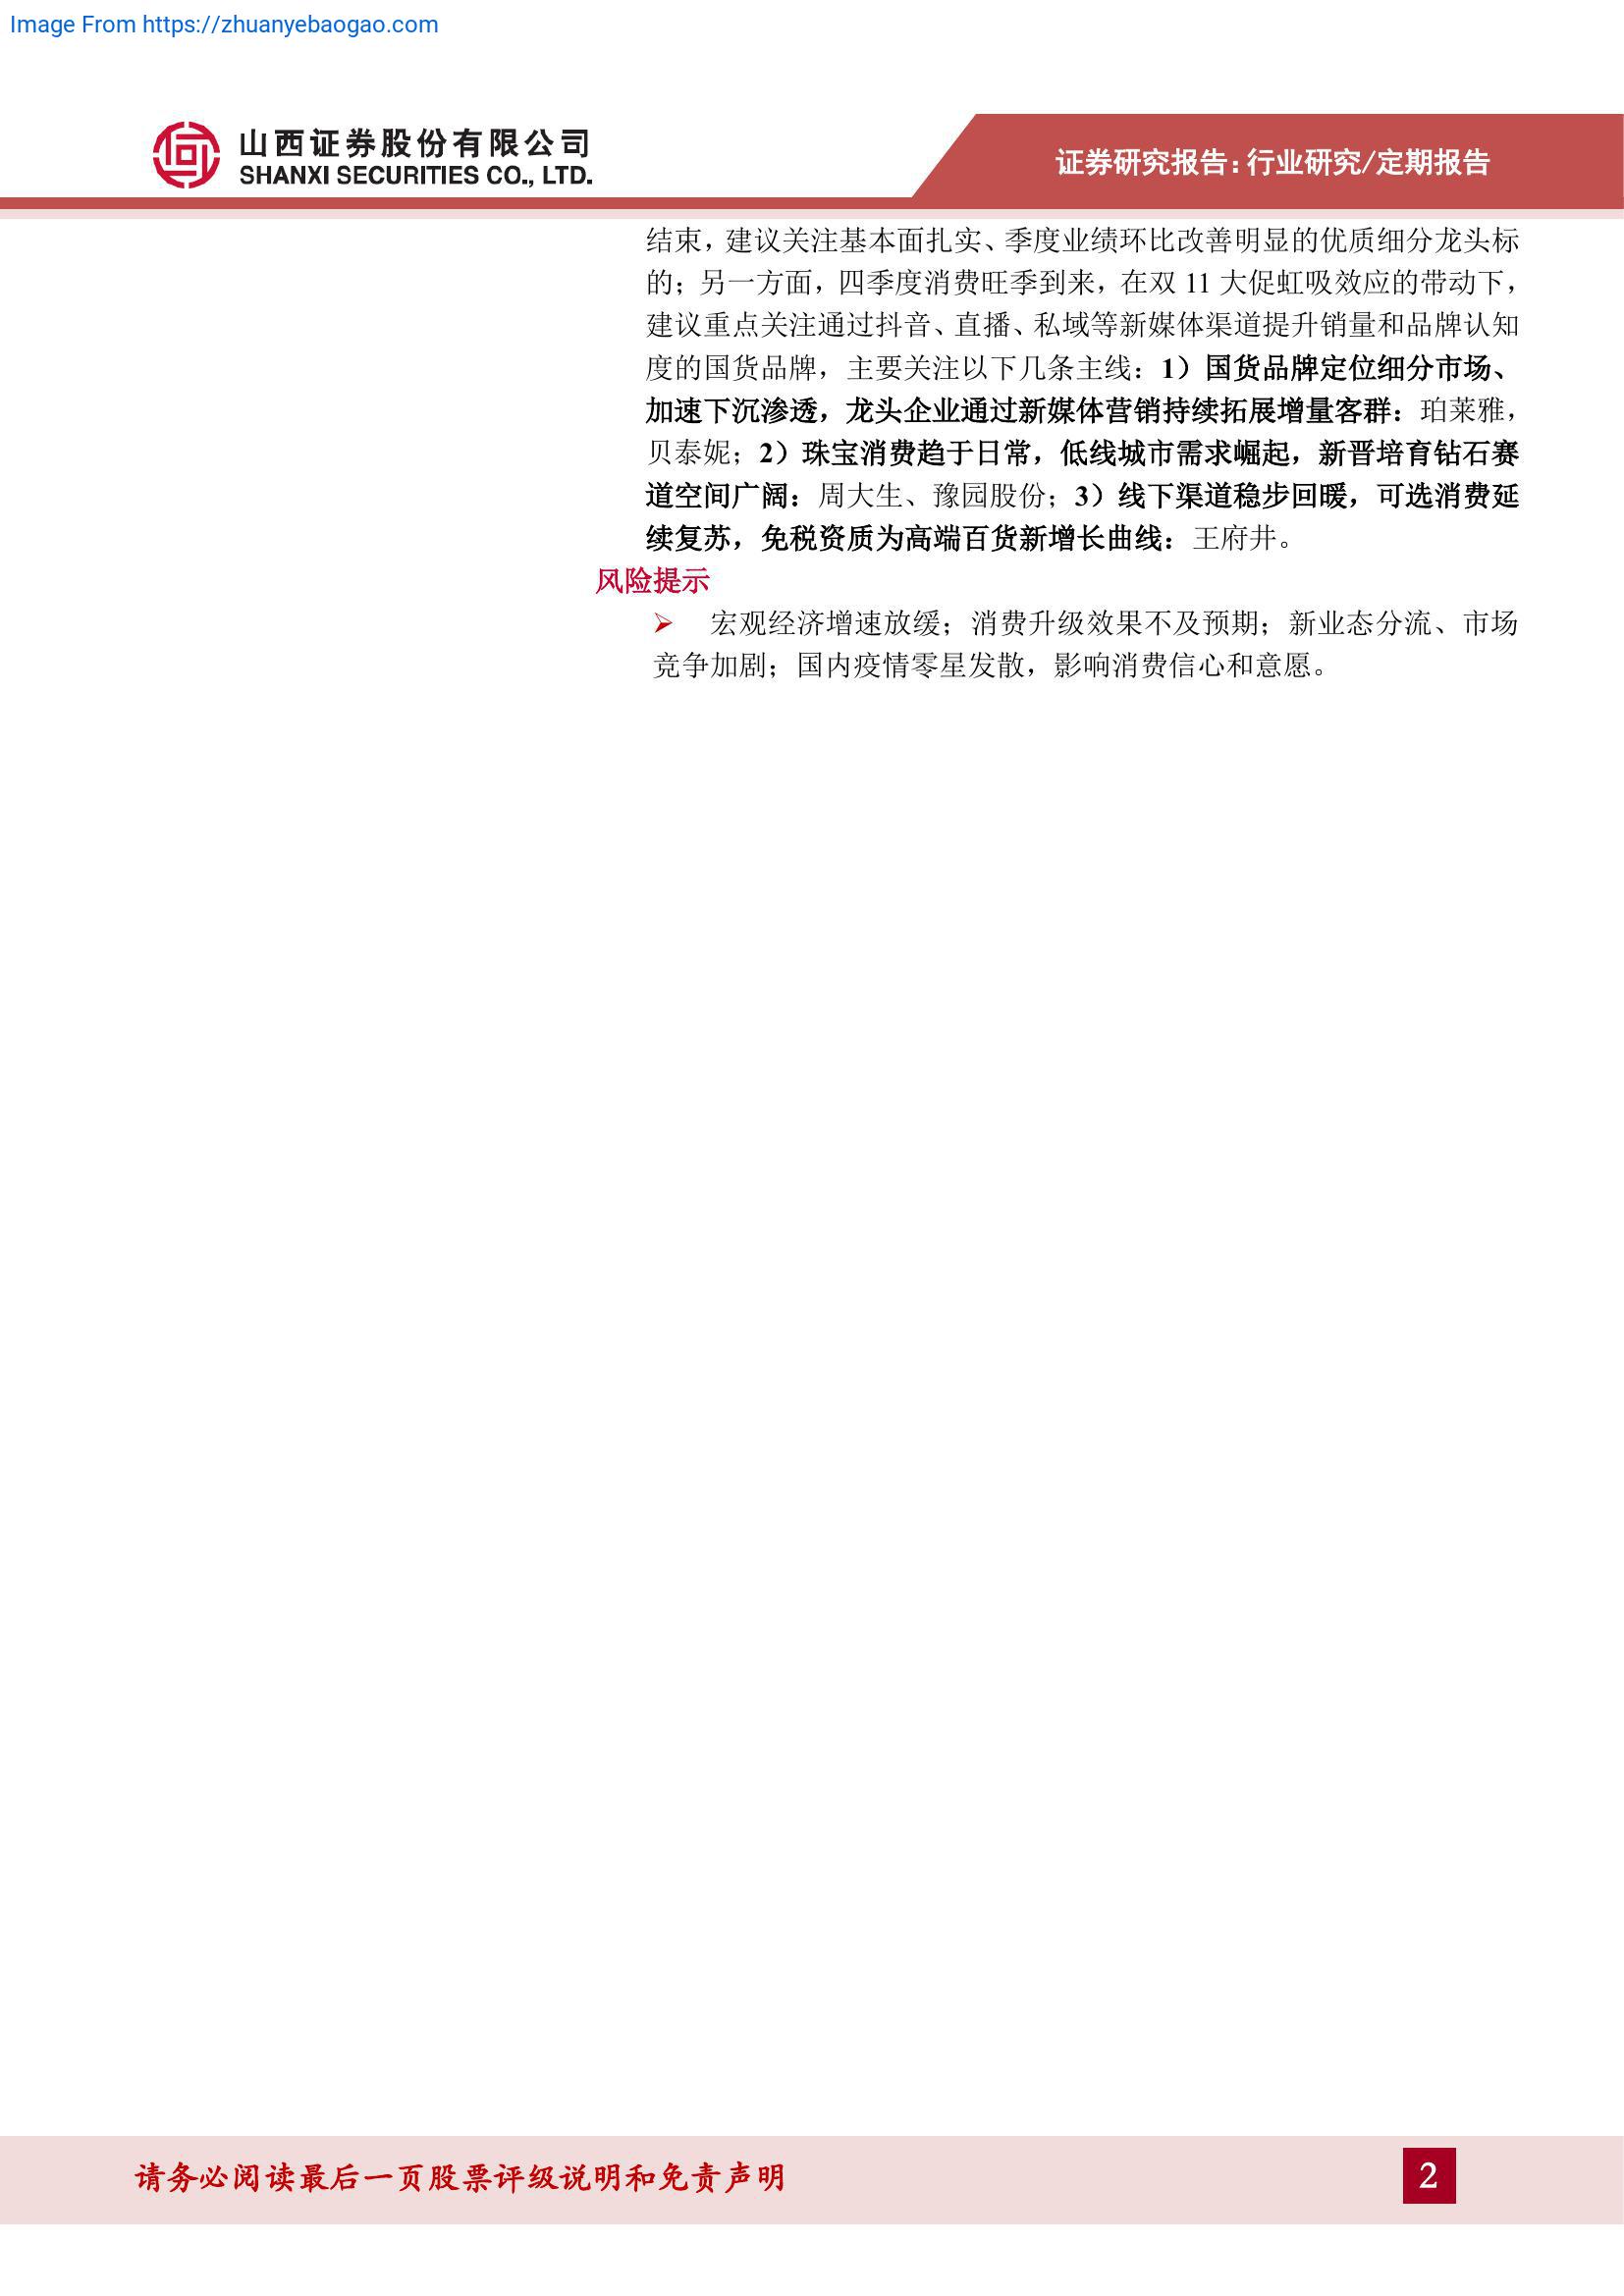 Image From https://zhuanyebaogao.com
山西证券股份有限公司
SHANXI SECURITIES CO., LTD.
证券研究报告：行业研究/定期报告
结束，建议关注基本面扎实、季度业绩环比改善明显的优质细分龙头标
的；另一方面，四季度消费旺季到来，在双 11 大促虹吸效应的带动下，
建议重点关注通过抖音、直播、私域等新媒体渠道提升销量和品牌认知
度的国货品牌，主要关注以下几条主线：1）国货品牌定位细分市场、
加速下沉渗透，龙头企业通过新媒体营销持续拓展增量客群：珀莱雅，
贝泰妮；2）珠宝消费趋于日常，低线城市需求崛起，新晋培育钻石赛
道空间广阔：周大生、豫园股份；3）线下渠道稳步回暖，可选消费延
续复苏，免税资质为高端百货新增长曲线：王府井。
风险提示
宏观经济增速放缓；消费升级效果不及预期；新业态分流、市场
竞争加剧；国内疫情零星发散，影响消费信心和意愿。
请务必阅读最后一页股票评级说明和免责声明
2